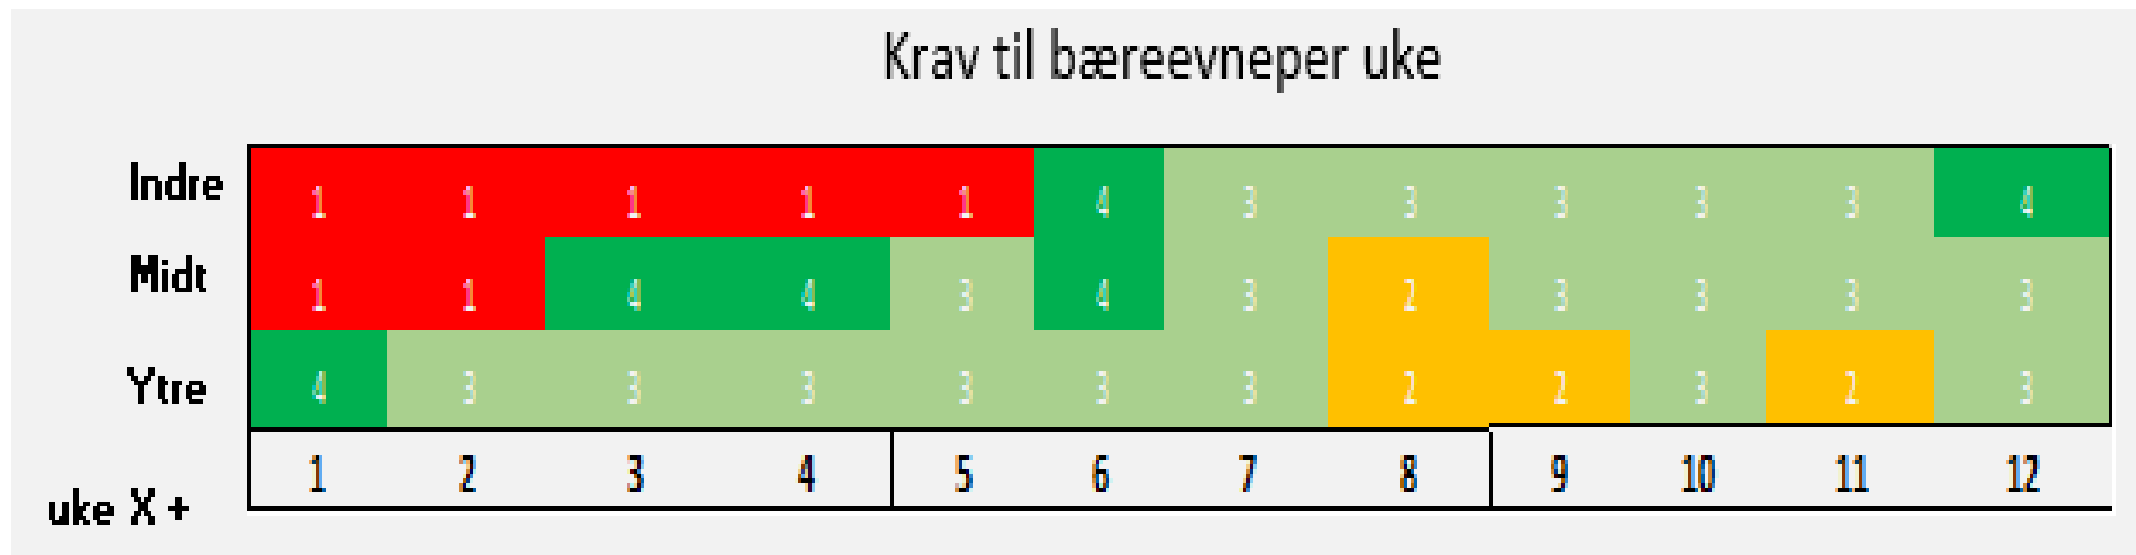 Krav til bæreevneper uke
Indre 1 1 1 1 1 4 3 3 3 3 3 4
Midt 1 1 4 4 3 4 3 2 3 3 3 3
Ytre 4 3 3 3 3 3 3 2 2 3 2 3
1 2 3 4 5 6 7 8 9 10 11 12
uke X +